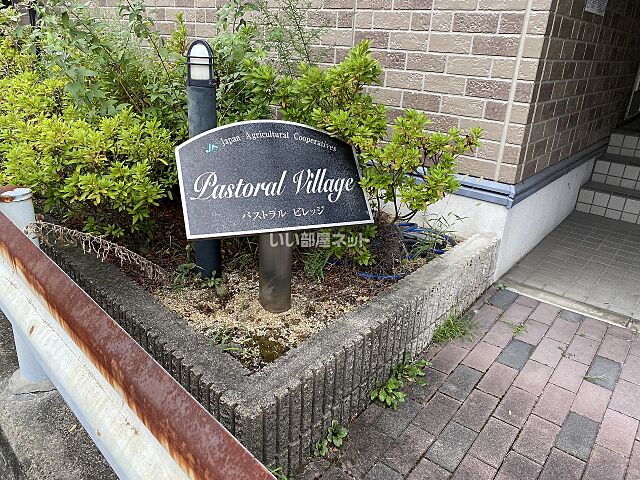 JA Japan Agricultural Cooperatives
Pastoral Village
パストラル ビレッジ
いい部屋ネット